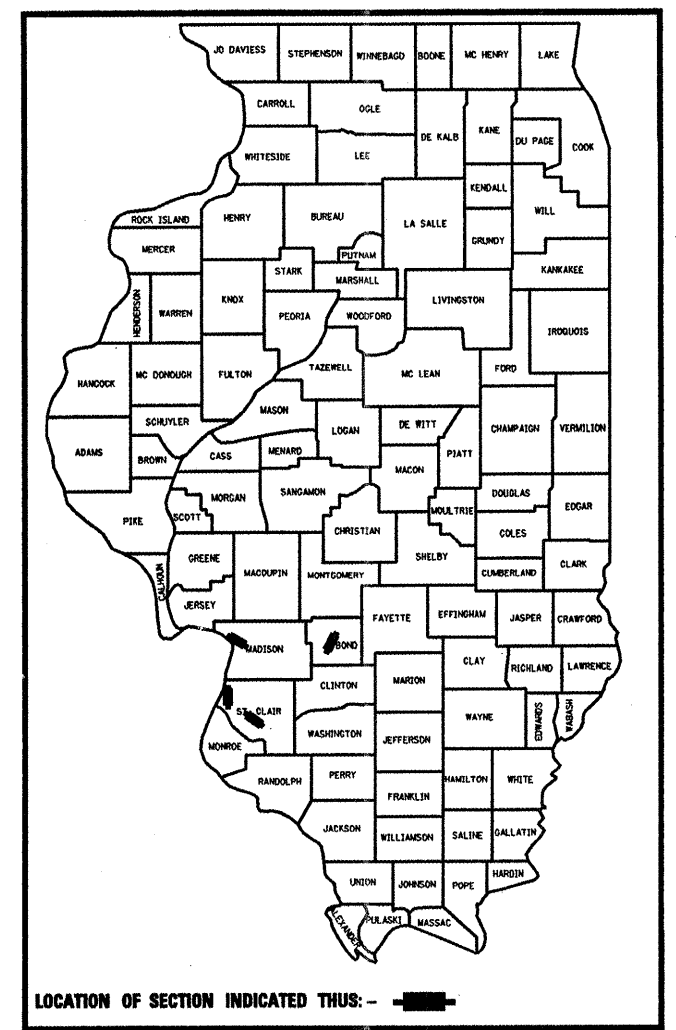 JO DAVIESS STEPHENSON WINNEBAGO BOONE MC HENRY LAKE
CARROLL OGLE DE KALB KANE DU PAGE COOK
WHITESIDE LEE
KENDALL
ROCK ISLAND HENRY BUREAU LA SALLE GRUNDY WILL
MERCER PUTNAM
STARK MARSHALL KANKAKEE
HENDERSON WARREN KNOX PEORIA WOODFORD LIVINGSTON IROQUOIS
HANCOCK MC DONOUGH FULTON TAZEWELL MC LEAN FORD
MASON
SCHUYLER LOGAN DE WITT CHAMPAIGN VERMILION
ADAMS BROWN CASS MENARD MACON PIATT
PIKE SCOTT MORGAN SANGAMON MOULTRIE DOUGLAS EDGAR
CHRISTIAN COLES
GREENE MACOUPIN MONTGOMERY SHELBY CUMBERLAND CLARK
CALHOUN JERSEY FAYETTE EFFINGHAM JASPER CRAWFORD
MADISON BOND CLAY RICHLAND LAWRENCE
CLINTON MARION
ST. CLAIR WAYNE EDWARDS WABASH
MONROE WASHINGTON JEFFERSON
RANDOLPH PERRY HAMILTON WHITE
FRANKLIN
JACKSON WILLIAMSON SALINE GALLATIN
UNION JOHNSON POPE HARDIN
ALEXANDER PULASKI MASSAC
LOCATION OF SECTION INDICATED THUS: –